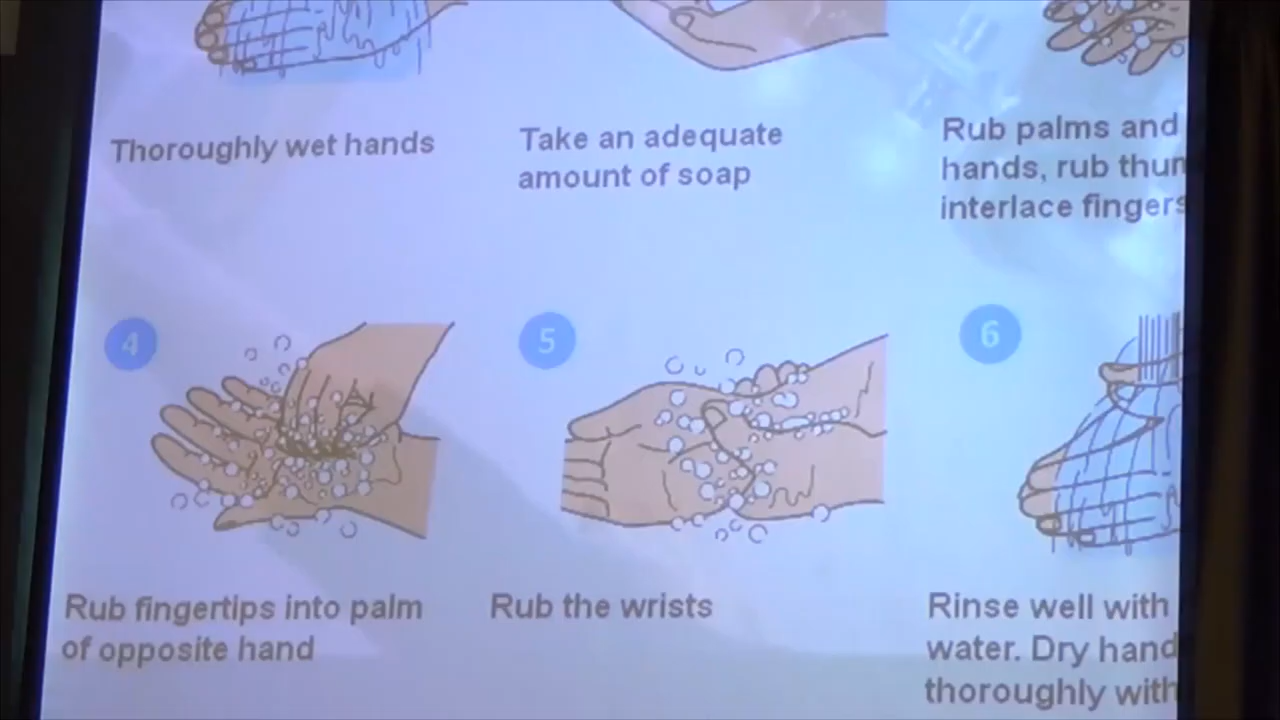 Thoroughly wet hands
Take an adequate
amount of soap
Rub palms and
hands, rub
interlace fingers
4
5
6
Rub fingertips into palm
of opposite hand
Rub the wrists
Rinse well with
water. Dry
thoroughly with